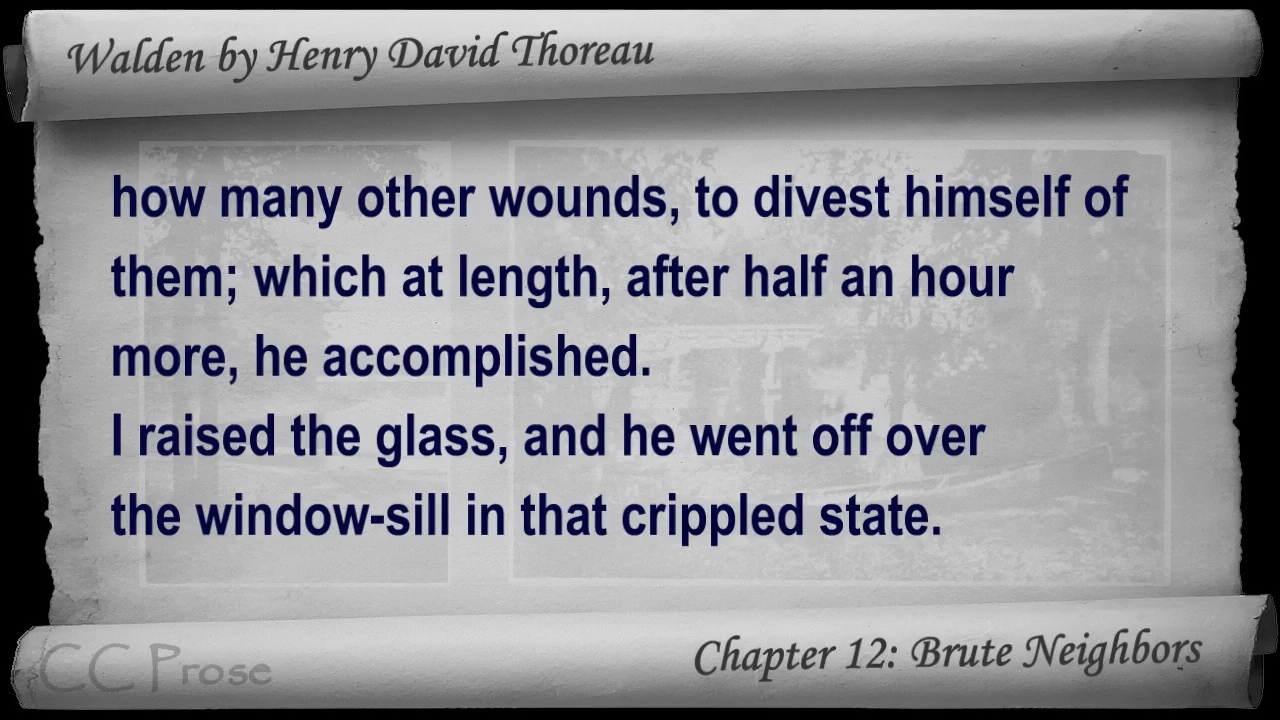 Walden by Henry David Thoreau
how many other wounds, to divest himself of
them; which at length, after half an hour
more, he accomplished.
I raised the glass, and he went off over
the window-sill in that crippled state.
CC Prose
Chapter 12: Brute Neighbors